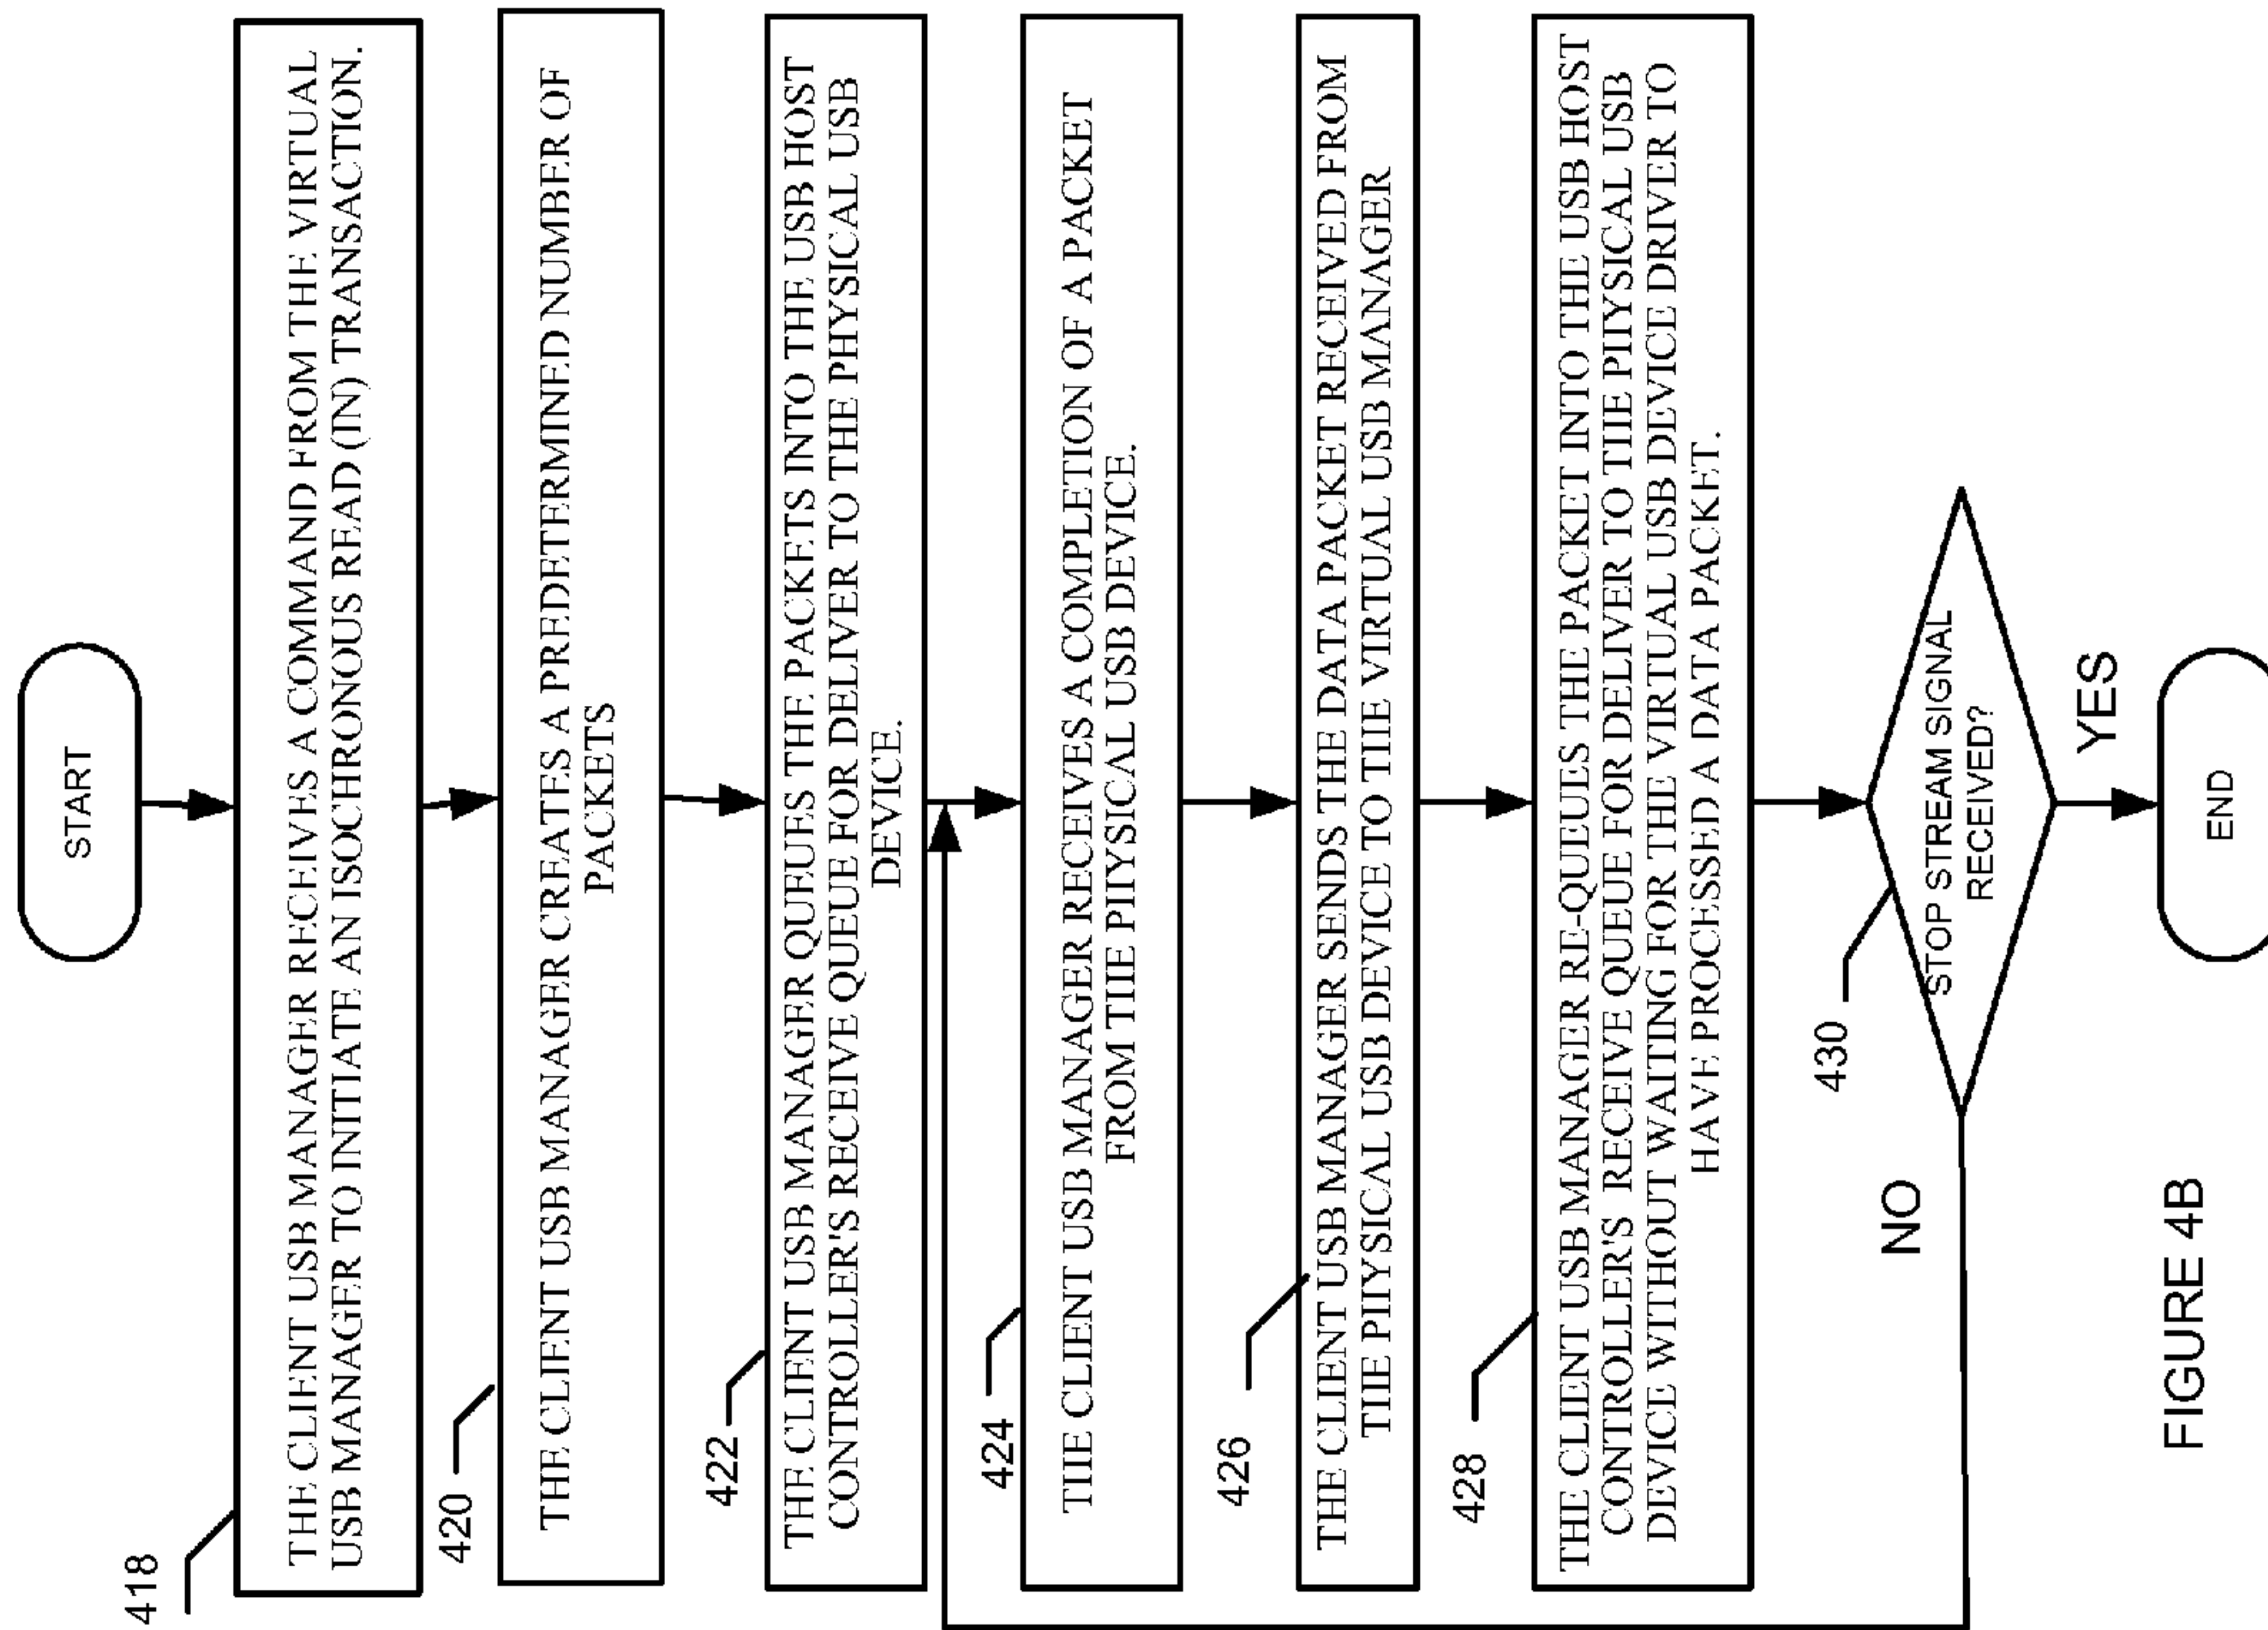 START
418
THE CLIENT USB MANAGER RECEIVES A COMMAND FROM THE VIRTUAL
USB MANAGER TO INITIATE AN ISOCHRONOUS READ (IN) TRANSACTION.
420
THE CLIENT USB MANAGER CREATES A PREDETERMINED NUMBER OF
PACKETS
422
THE CLIENT USB MANAGER QUEUES THE PACKETS INTO THE USB HOST
CONTROLLER'S RECEIVE QUEUE FOR DELIVER TO THE PHYSICAL USB
DEVICE.
424
THE CLIENT USB MANAGER RECEIVES A COMPLETION OF A PACKET
FROM THE PHYSICAL USB DEVICE.
426
THE CLIENT USB MANAGER SENDS THE DATA PACKET RECEIVED FROM
THE PHYSICAL USB DEVICE TO THE VIRTUAL USB MANAGER
428
THE CLIENT USB MANAGER RE-QUEUES THE PACKET INTO THE USB HOST
CONTROLLER'S RECEIVE QUEUE FOR DELIVER TO THE PHYSICAL USB
DEVICE WITHOUT WAITING FOR THE VIRTUAL USB DEVICE DRIVER TO
HAVE PROCESSED A DATA PACKET.
430
STOP STREAM SIGNAL
RECEIVED?
NO
YES
END
FIGURE 4B